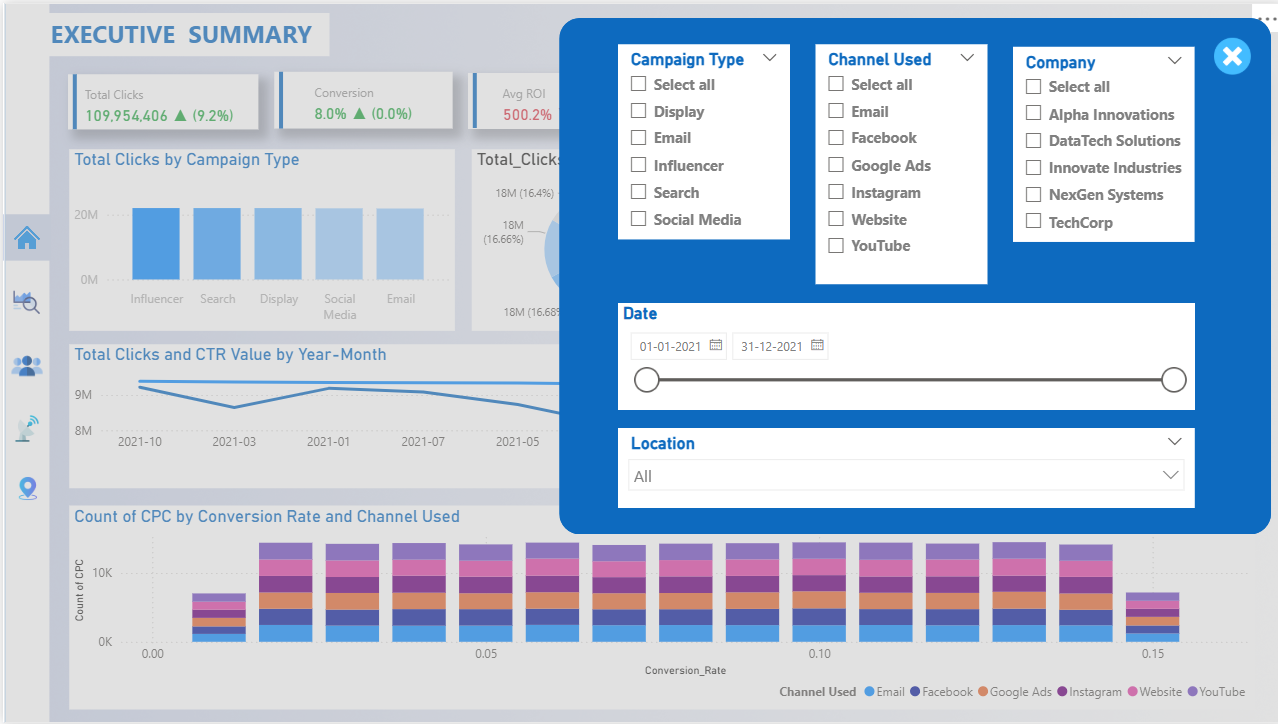 EXECUTIVE SUMMARY
Total Clicks
109,954,406 ▲ (9.2%)
Conversion
8.0% ▲ (0.0%)
Avg ROI
500.2%
Total Clicks by Campaign Type
20M
0M
Influencer
Search
Display
Social
Media
Email
Total_Clicks
18M (16.4%)
18M
(16.66%)
18M (16.68%
Total Clicks and CTR Value by Year-Month
9M
8M
2021-10
2021-03
2021-01
2021-07
2021-05
Campaign Type
Select all
Display
Email
Influencer
Search
Social Media
Channel Used
Select all
Email
Facebook
Google Ads
Instagram
Website
YouTube
Company
Select all
Alpha Innovations
DataTech Solutions
Innovate Industries
NexGen Systems
TechCorp
Date
01-01-2021
31-12-2021
Location
All
Count of CPC by Conversion Rate and Channel Used
Count of CPC
10K
0K
0.00
0.05
0.10
0.15
Conversion_Rate
Channel Used
Email
Facebook
Google Ads
Instagram
Website
YouTube